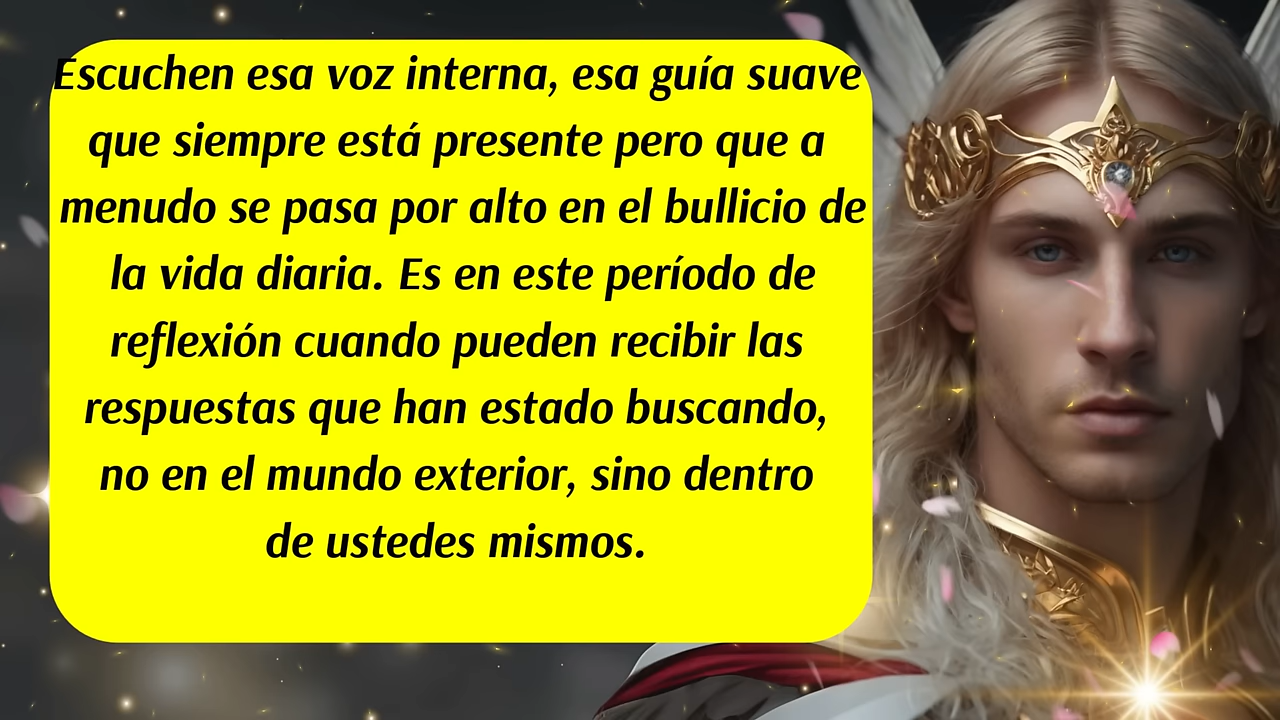 Escuchen esa voz interna, esa guía suave
que siempre está presente pero que a
menudo se pasa por alto en el bullicio de
la vida diaria. Es en este período de
reflexión cuando pueden recibir las
respuestas que han estado buscando,
no en el mundo exterior, sino dentro
de ustedes mismos.